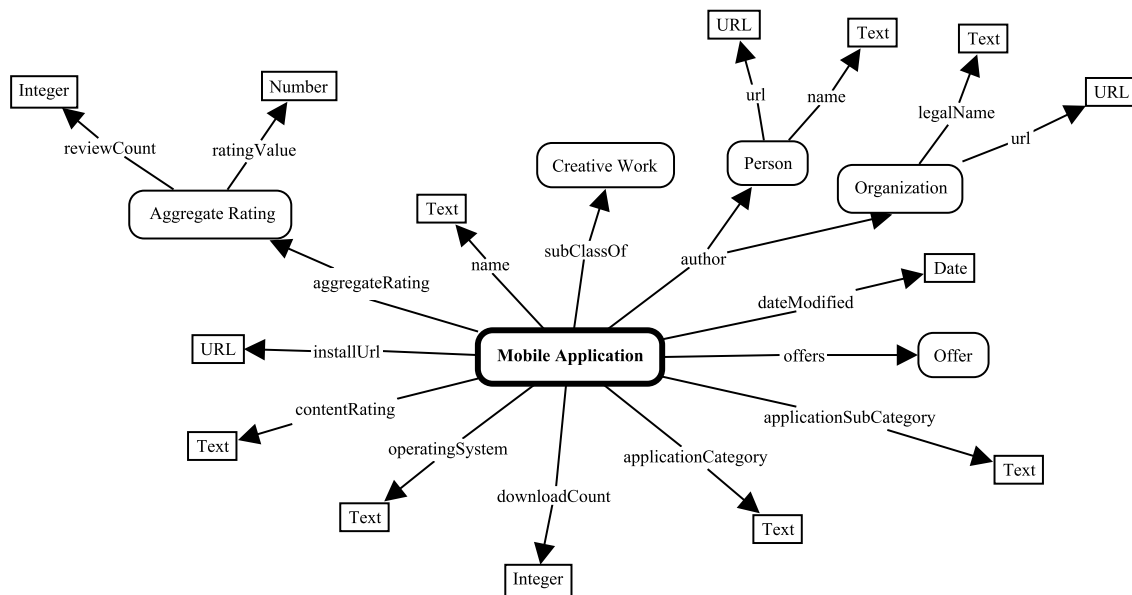 URL
Text
Text
Integer
Number
URL
url
name
legalName
reviewCount
ratingValue
url
Creative Work
Person
Organization
Aggregate Rating
Text
name
subClassOf
author
Date
aggregateRating
dateModified
URL
installUrl
Mobile Application
offers
Offer
contentRating
applicationSubCategory
Text
operatingSystem
applicationCategory
Text
downloadCount
Text
Text
Integer